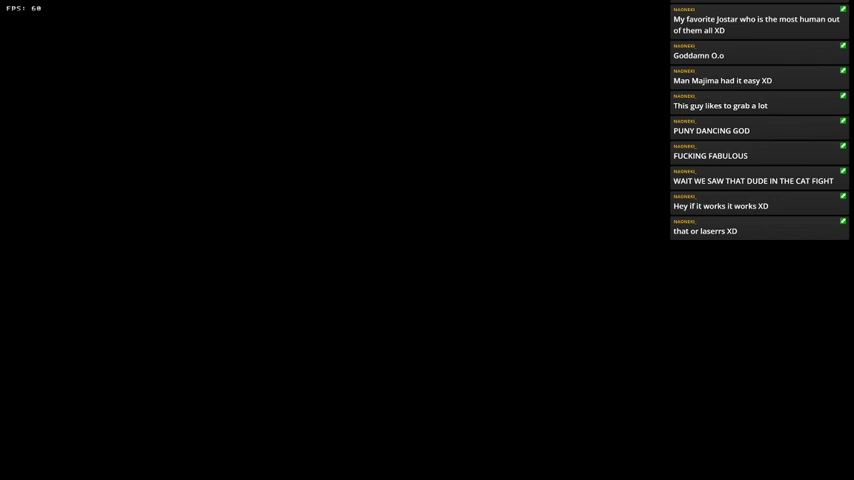 FPS: 60
NAONEKI_
My favorite Jostar who is the most human out
of them all XD
NAONEKI_
Goddamn O.o
NAONEKI_
Man Majima had it easy XD
NAONEKI_
This guy likes to grab a lot
NAONEKI_
PUNY DANCING GOD
NAONEKI_
FUCKING FABULOUS
NAONEKI_
WAIT WE SAW THAT DUDE IN THE CAT FIGHT
NAONEKI_
Hey if it works it works XD
NAONEKI_
that or laserrs XD